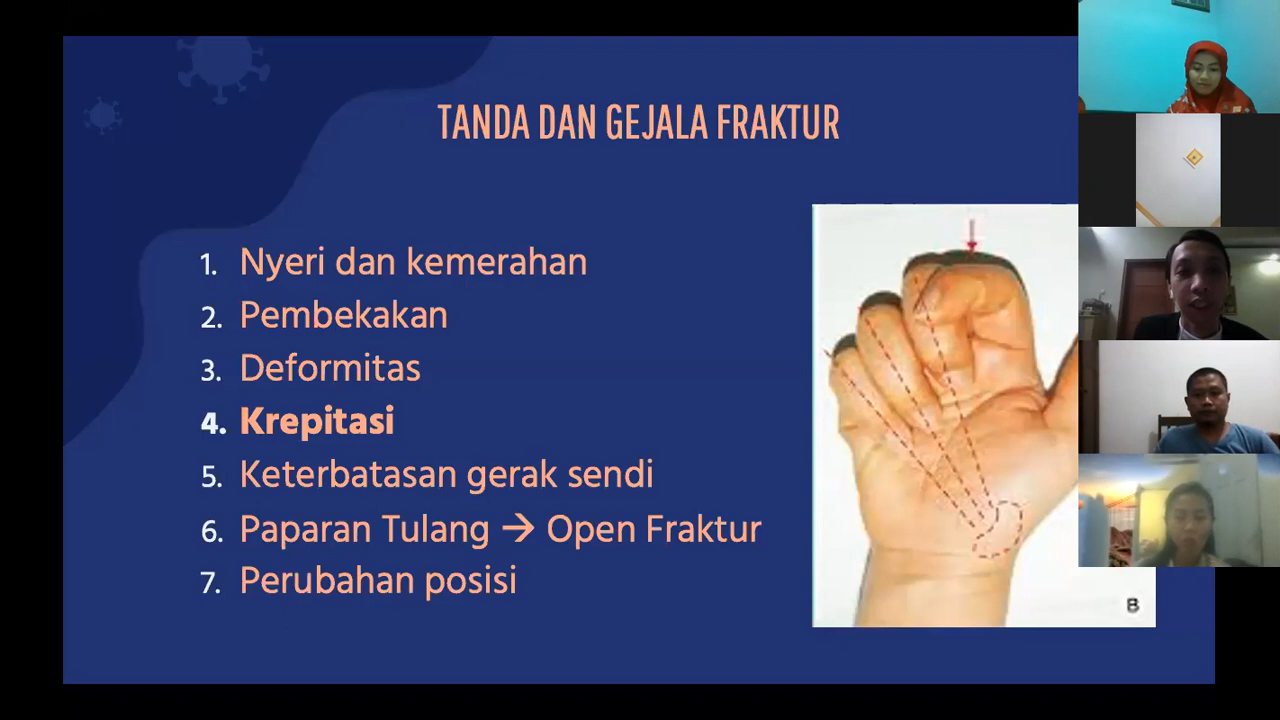 TANDA DAN GEJALA FRAKTUR
1. Nyeri dan kemerahan
2. Pembekakan
3. Deformitas
4. Krepitasi
5. Keterbatasan gerak sendi
6. Paparan Tulang → Open Fraktur
7. Perubahan posisi
B